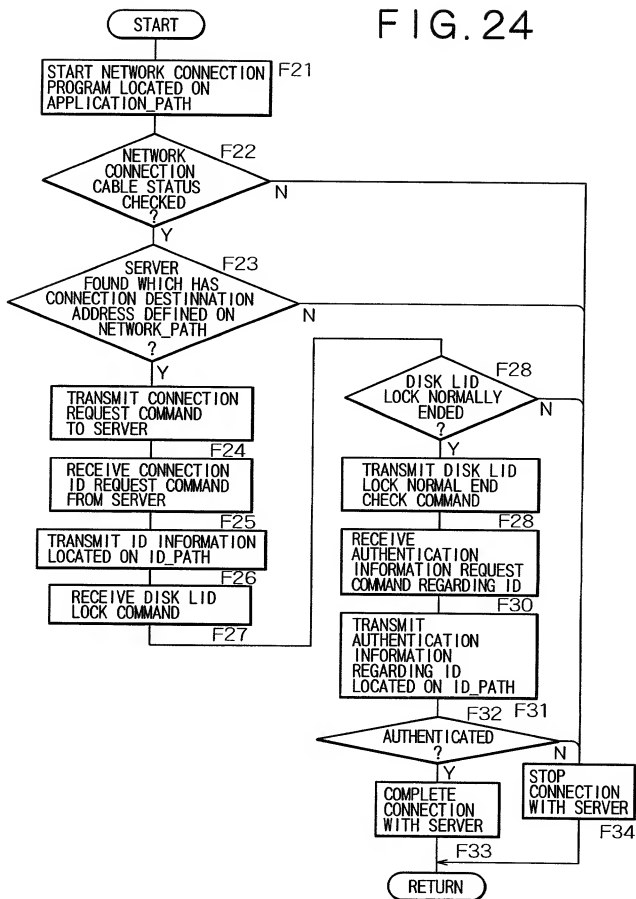 FIG. 24
START
START NETWORK CONNECTION
PROGRAM LOCATED ON
APPLICATION_PATH
F21
NETWORK
CONNECTION
CABLE STATUS
CHECKED
?
F22
N
Y
SERVER
FOUND WHICH HAS
CONNECTION DESTINNATION
ADDRESS DEFINED ON
NETWORK_PATH
?
F23
N
Y
TRANSMIT CONNECTION
REQUEST COMMAND
TO SERVER
F24
RECEIVE CONNECTION
ID REQUEST COMMAND
FROM SERVER
F25
TRANSMIT ID INFORMATION
LOCATED ON ID_PATH
F26
RECEIVE DISK LID
LOCK COMMAND
F27
DISK LID
LOCK NORMALLY
ENDED
?
F28
N
Y
TRANSMIT DISK LID
LOCK NORMAL END
CHECK COMMAND
F28
RECEIVE
AUTHENTICATION
INFORMATION REQUEST
COMMAND REGARDING ID
F30
TRANSMIT
AUTHENTICATION
INFORMATION
REGARDING ID
LOCATED ON ID_PATH
F31
AUTHENTICATED
?
F32
N
Y
COMPLETE
CONNECTION
WITH SERVER
F33
STOP
CONNECTION
WITH SERVER
F34
RETURN